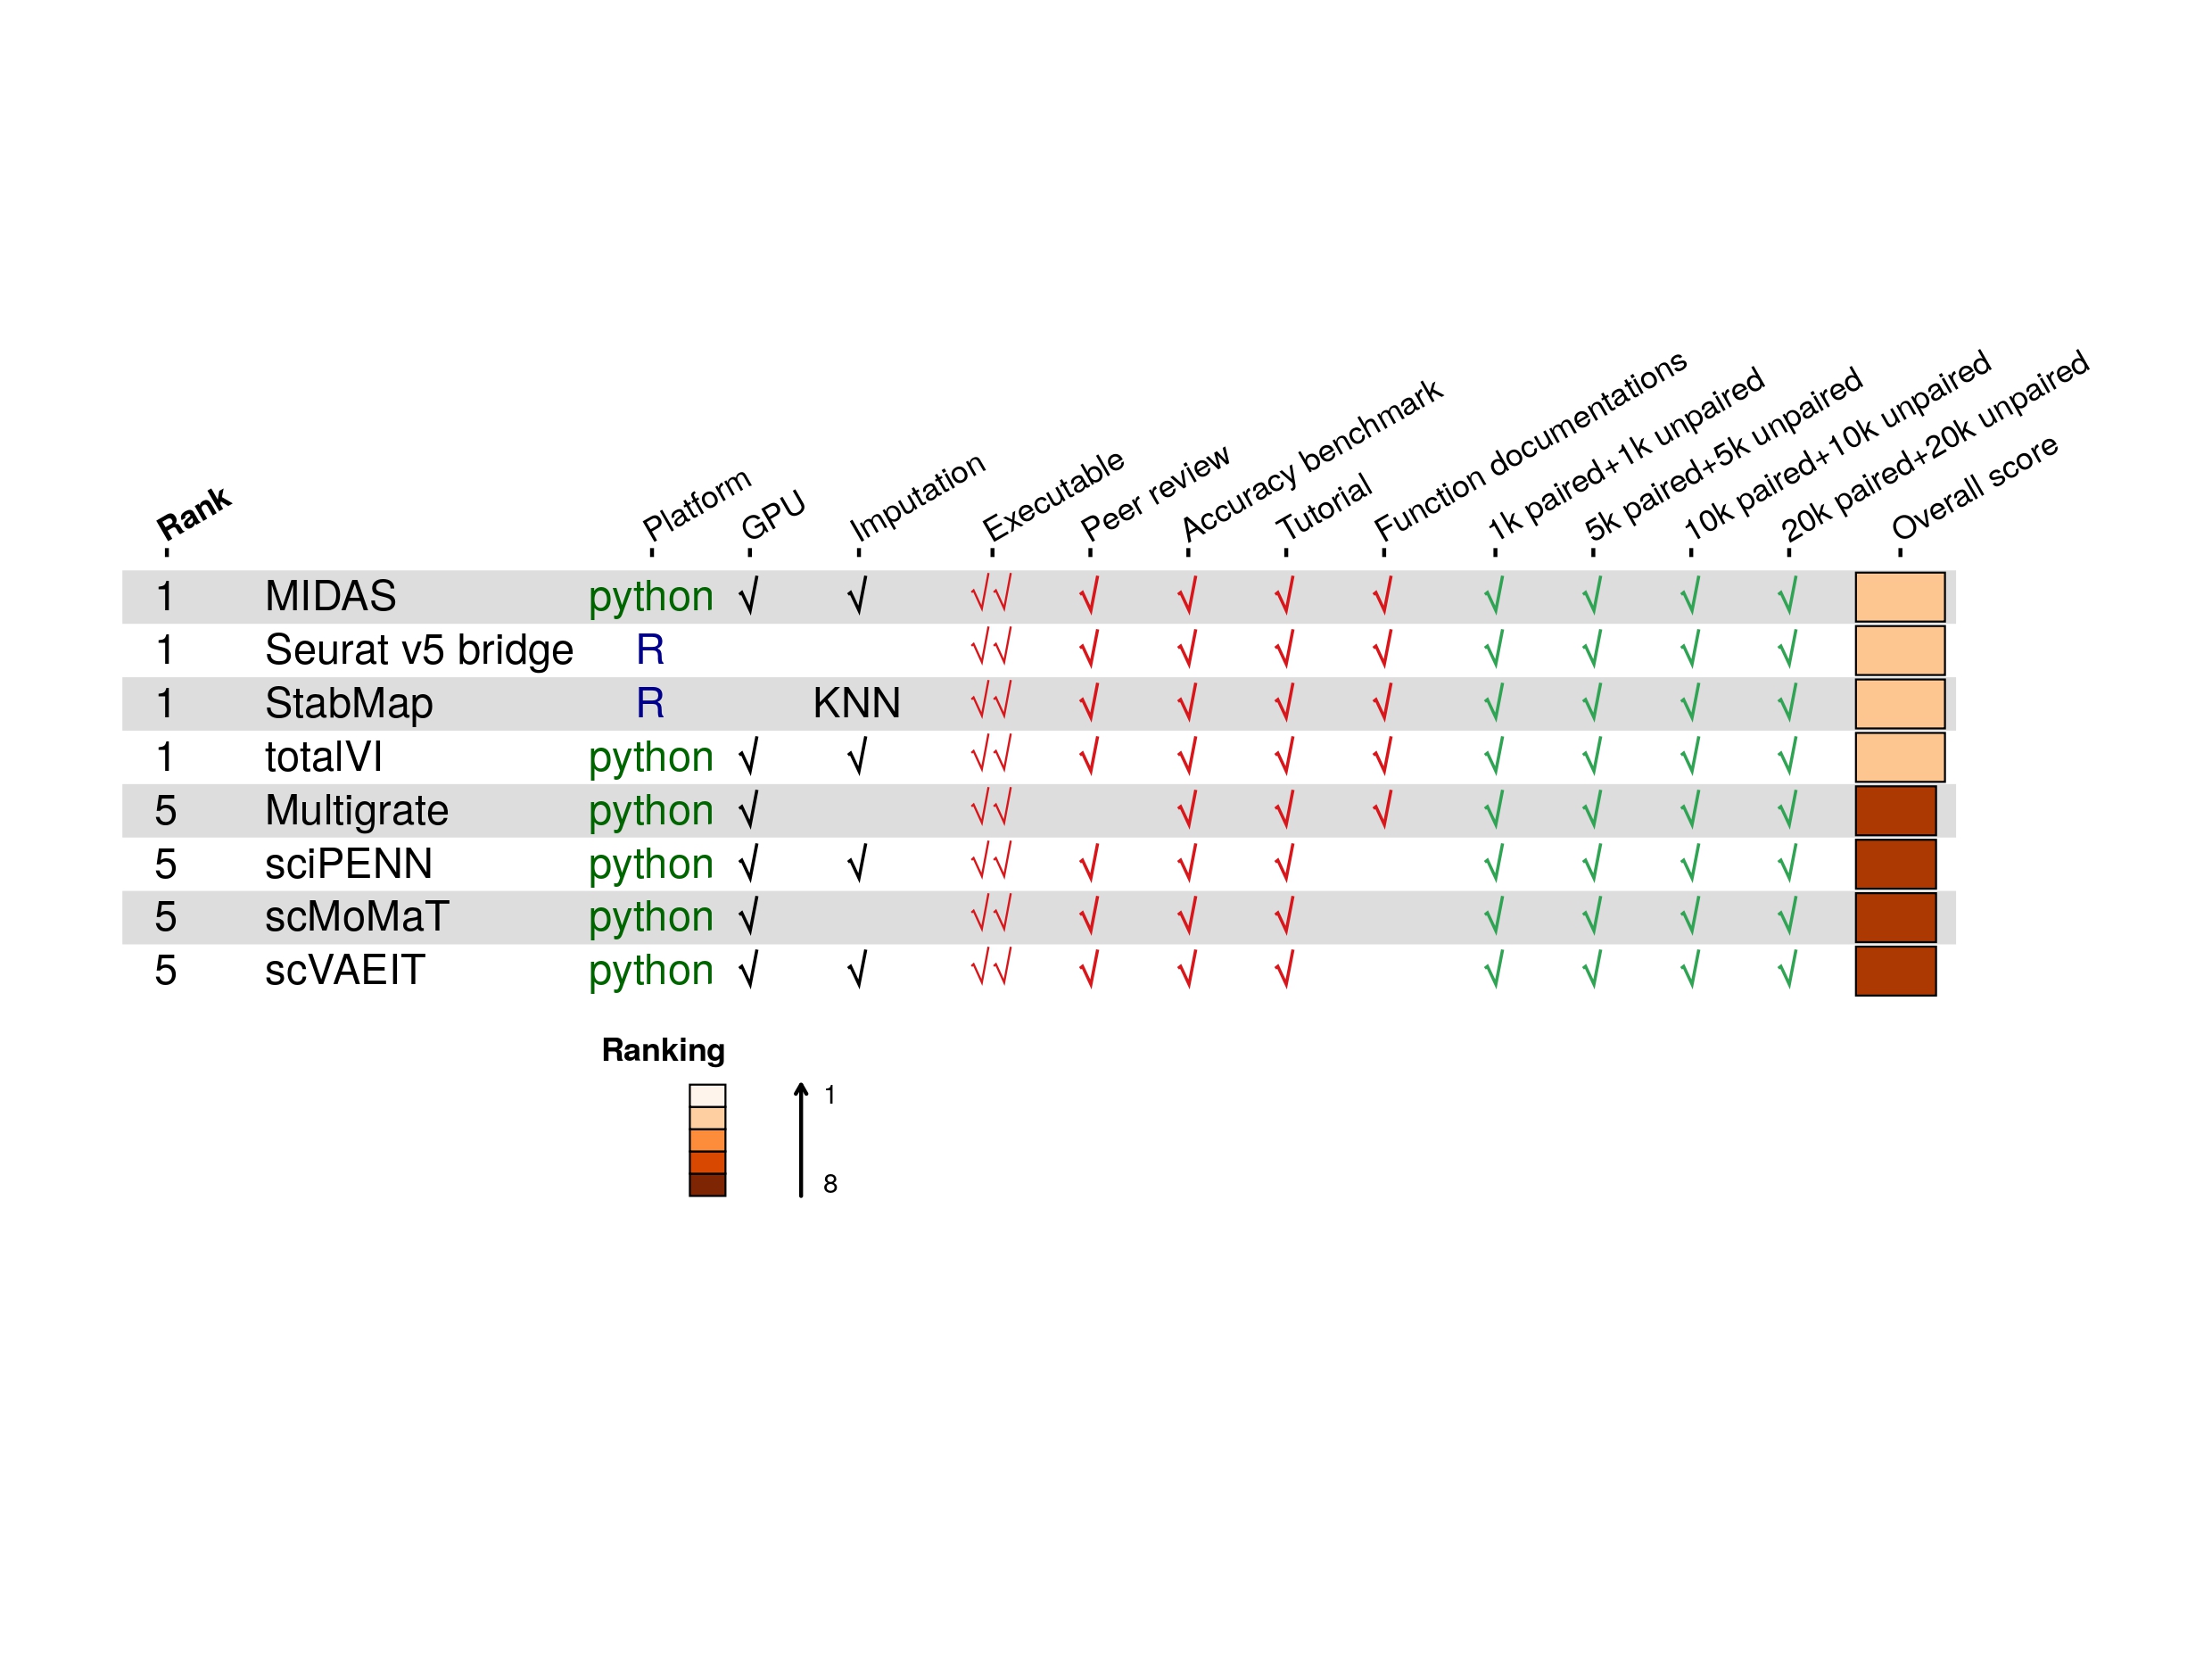 Rank Platform GPU Imputation Executable Peer review Accuracy benchmark Tutorial Function documentations 1k paired+1k unpaired 5k paired+5k unpaired 10k paired+10k unpaired 20k paired+20k unpaired Overall score
1 MIDAS python √ √ √√ √ √ √ √ √ √ √ √
1 Seurat v5 bridge R √√ √ √ √ √ √ √ √ √
1 StabMap R KNN √√ √ √ √ √ √ √ √ √
1 totalVI python √ √ √√ √ √ √ √ √ √ √ √
5 Multigrate python √ √√ √ √ √ √ √ √ √
5 sciPENN python √ √ √√ √ √ √ √ √ √ √
5 scMoMaT python √ √√ √ √ √ √ √ √ √
5 scVAEIT python √ √ √√ √ √ √ √ √ √ √
Ranking
1
8